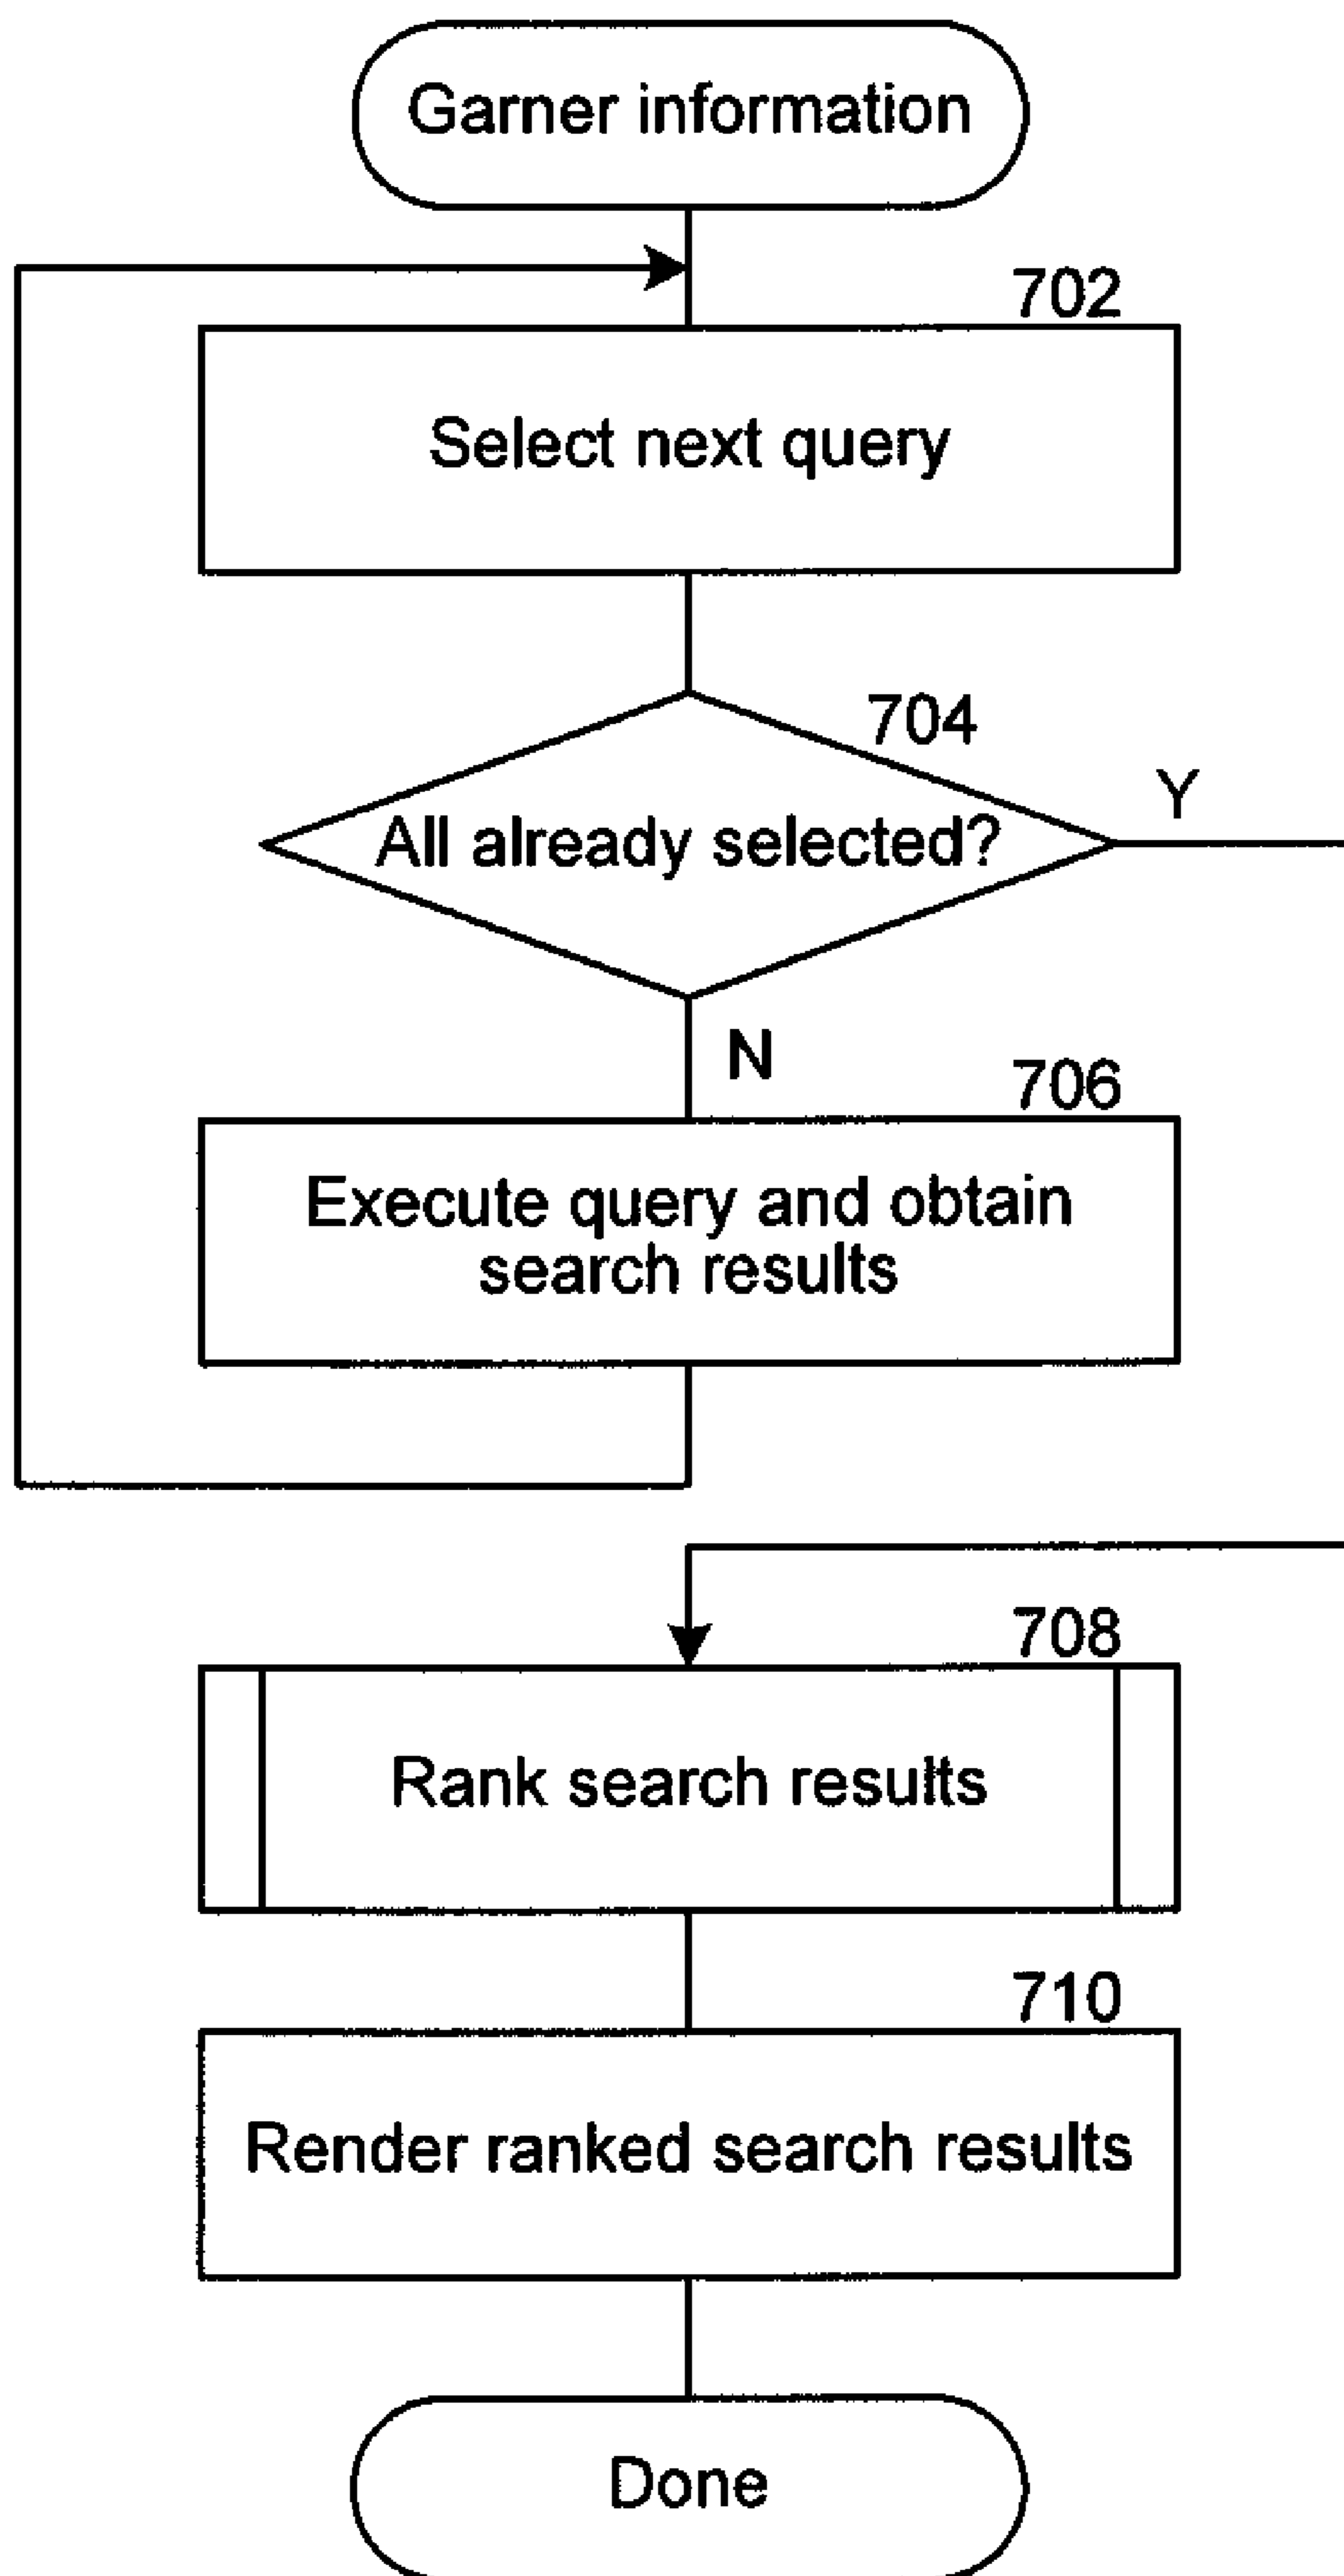 Garner information
702
Select next query
704
All already selected?
Y
N
706
Execute query and obtain
search results
708
Rank search results
710
Render ranked search results
Done